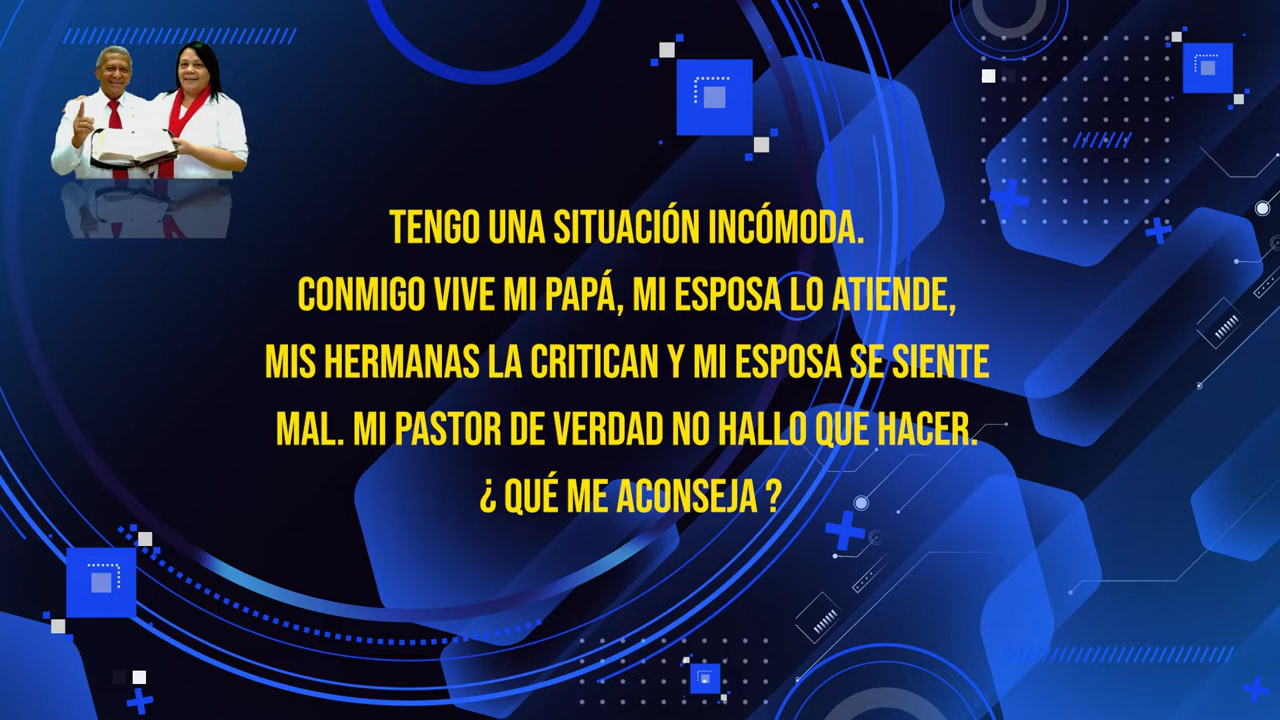 TENGO UNA SITUACIÓN INCÓMODA.
CONMIGO VIVE MI PAPÁ, MI ESPOSA LO ATIENDE,
MIS HERMANAS LA CRITICAN Y MI ESPOSA SE SIENTE
MAL. MI PASTOR DE VERDAD NO HALLO QUE HACER.
¿ QUÉ ME ACONSEJA ?